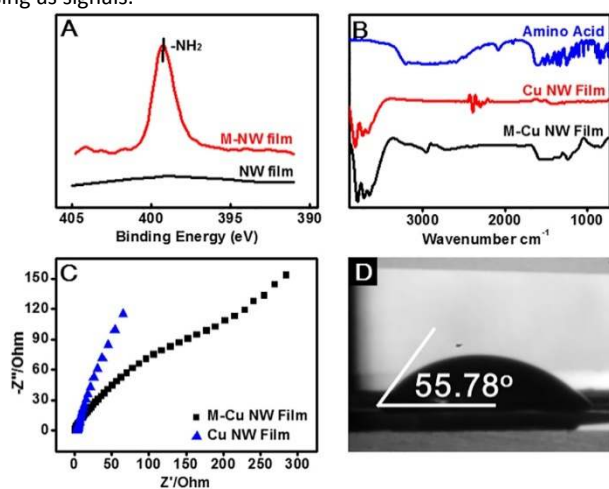 A
-NH₂
M-NW film
NW film
405 400 395 390
Binding Energy (eV)
B
Amino Acid
Cu NW Film
M-Cu NW Film
3000 2000 1000
Wavenumber cm⁻¹
C
150
120
90
60
30
0
-Z''/Ohm
M-Cu NW Film
Cu NW Film
0 50 100 150 200 250 300
Z'/Ohm
D
55.78°